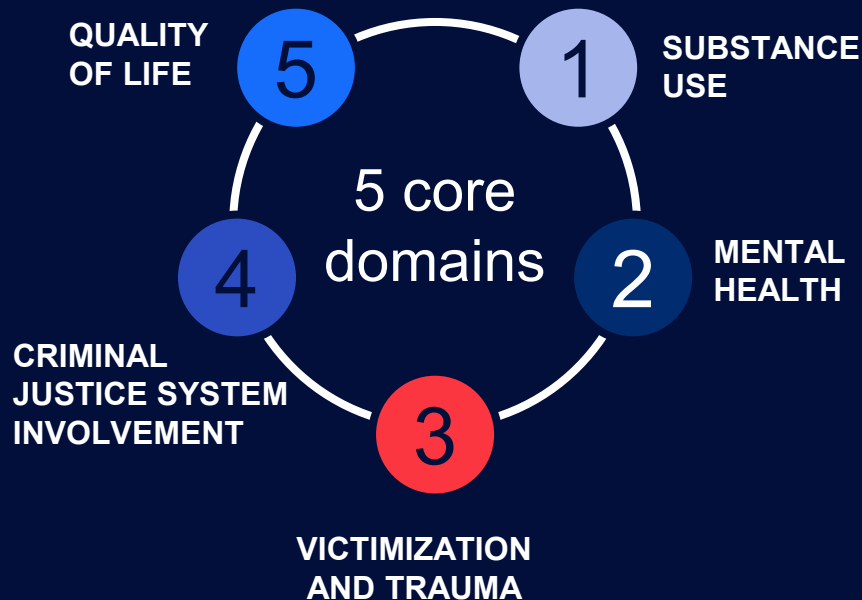 5 core
domains
1
SUBSTANCE
USE
2
MENTAL
HEALTH
3
VICTIMIZATION
AND TRAUMA
4
CRIMINAL
JUSTICE SYSTEM
INVOLVEMENT
5
QUALITY
OF LIFE